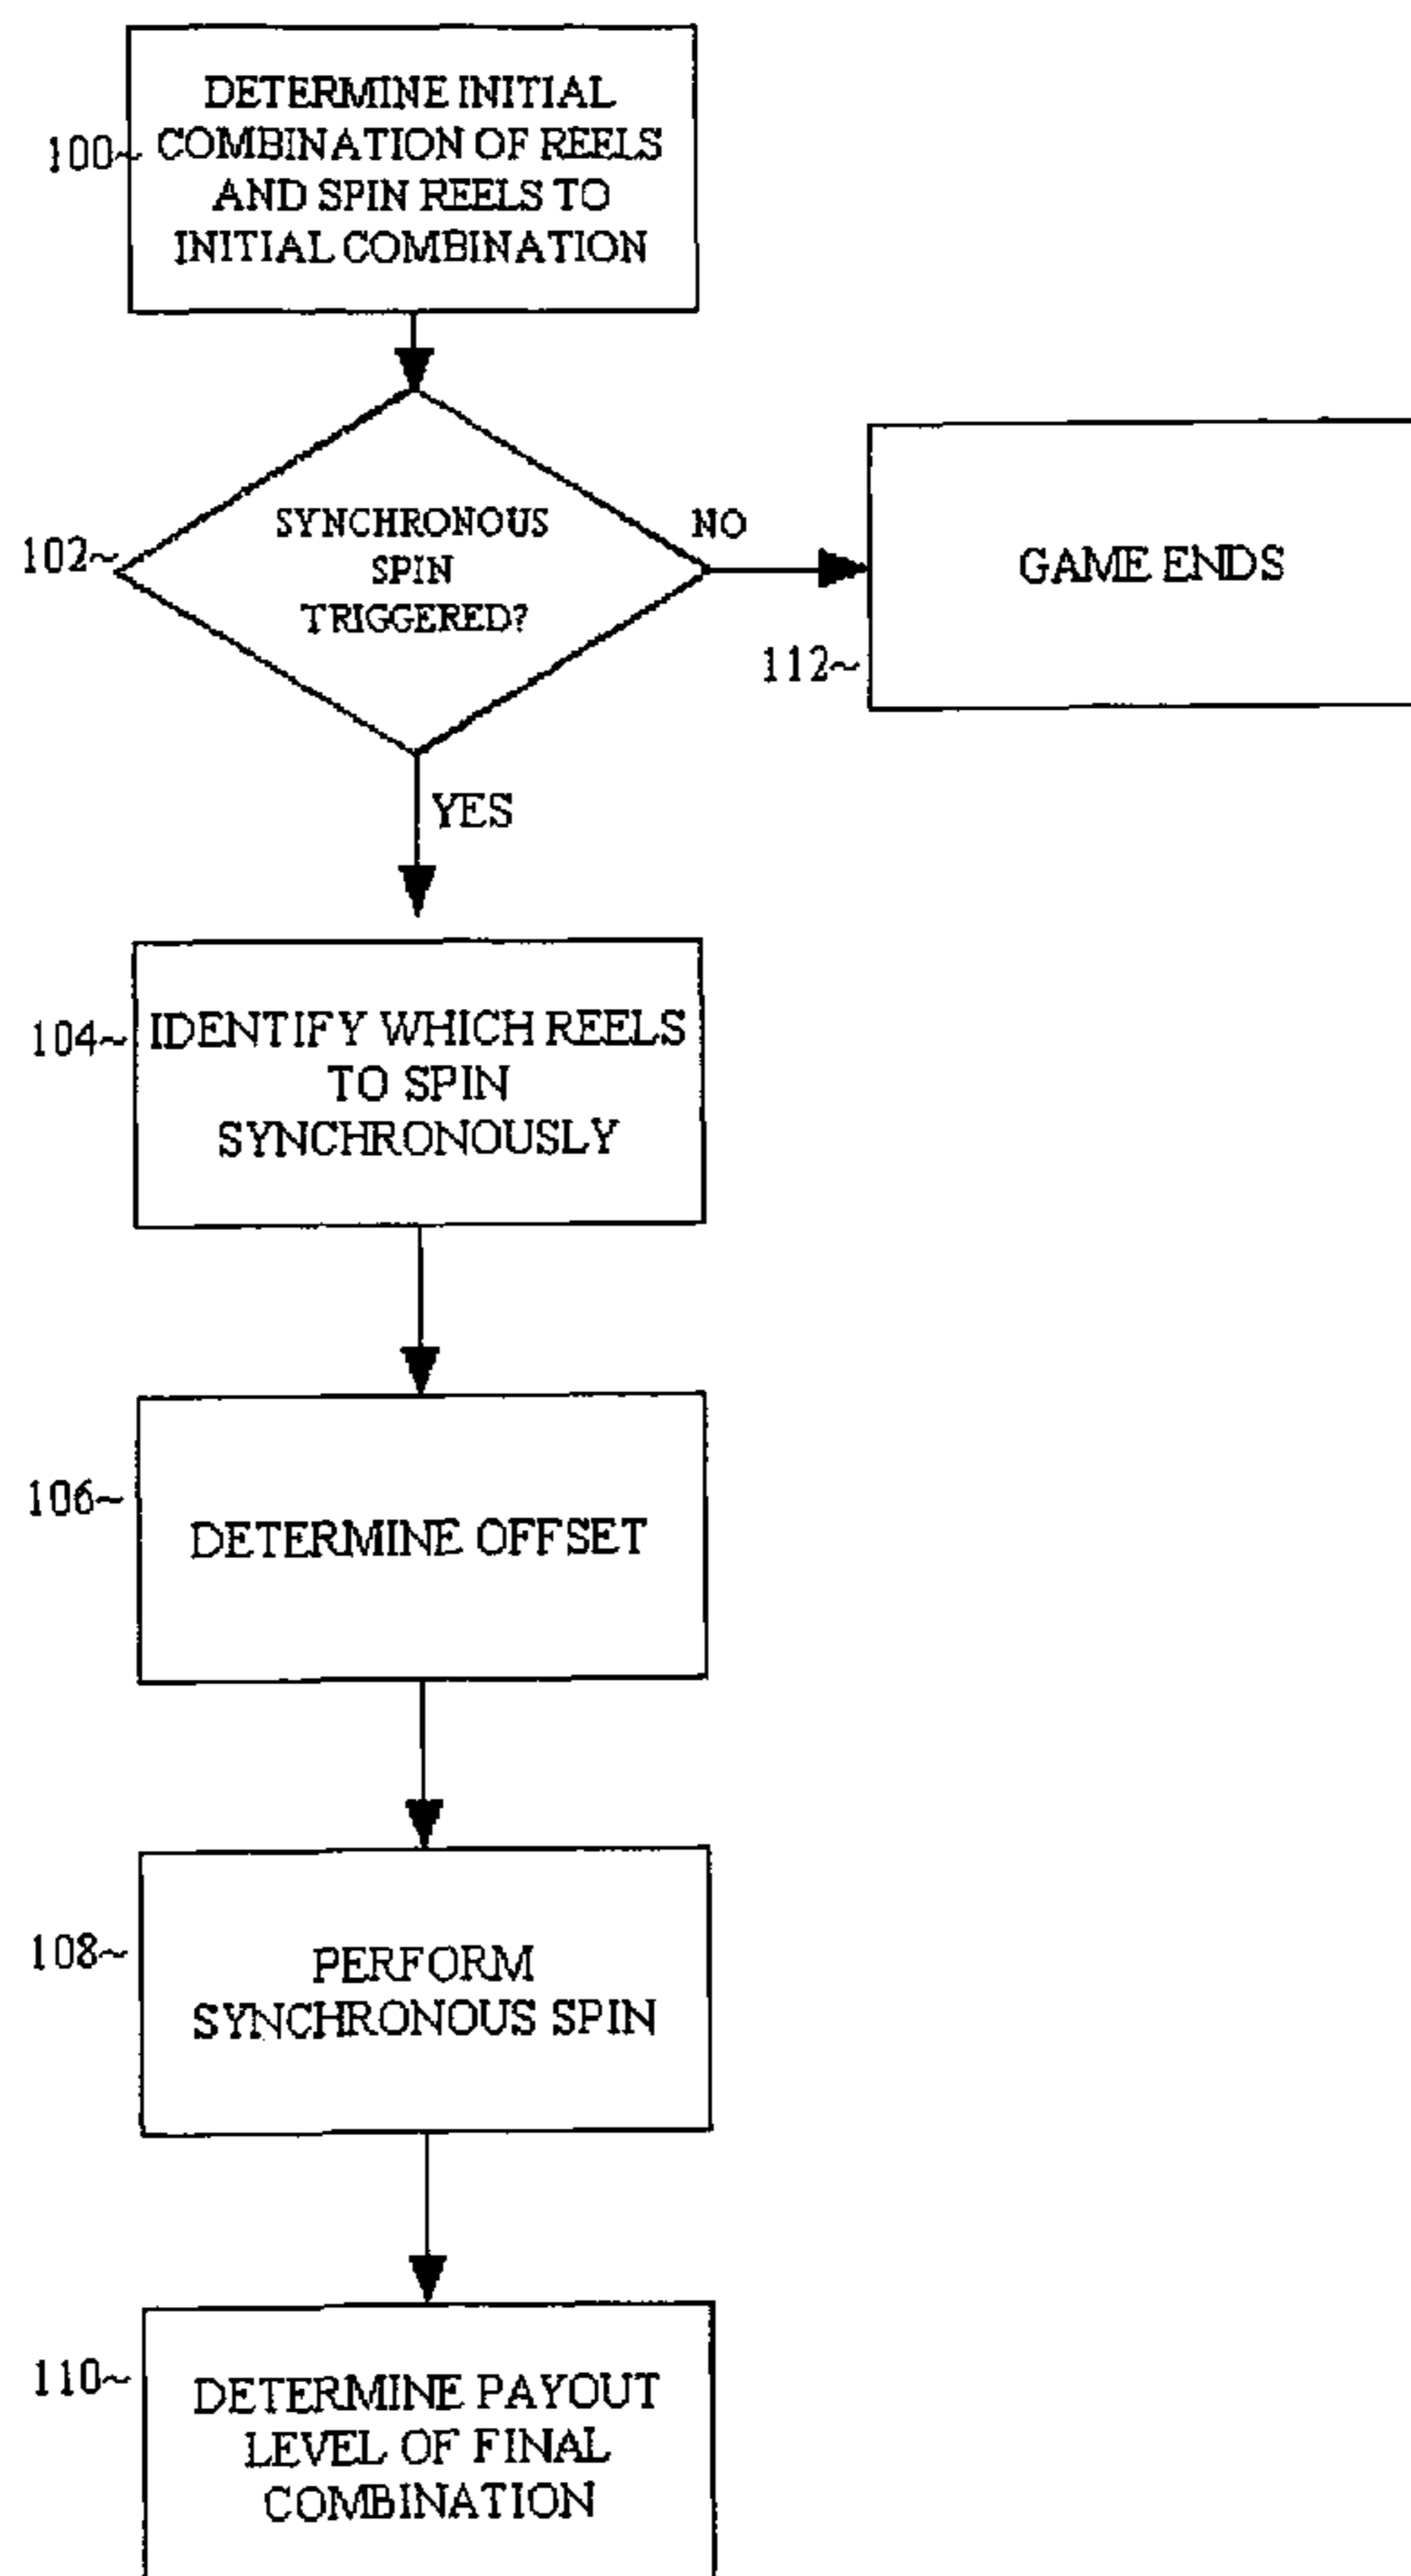 DETERMINE INITIAL
100~ COMBINATION OF REELS
AND SPIN REELS TO
INITIAL COMBINATION
102~
SYNCHRONOUS
SPIN
TRIGGERED?
NO
GAME ENDS
112~
YES
104~ IDENTIFY WHICH REELS
TO SPIN
SYNCHRONOUSLY
106~
DETERMINE OFFSET
108~
PERFORM
SYNCHRONOUS SPIN
110~
DETERMINE PAYOUT
LEVEL OF FINAL
COMBINATION